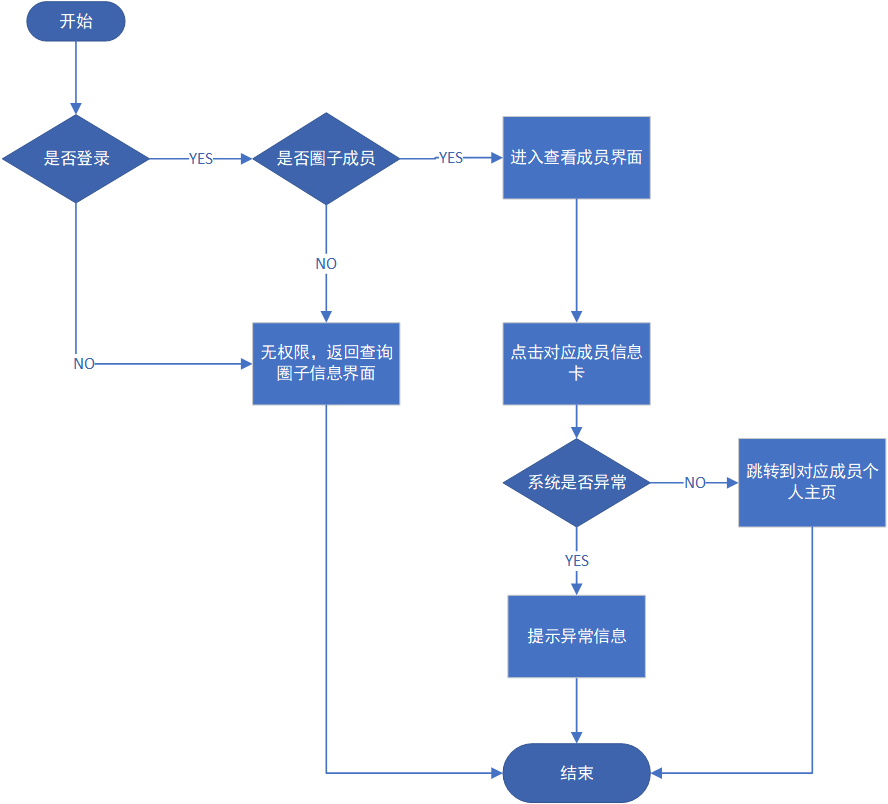 开始
是否登录
YES
是否圈子成员
YES
进入查看成员界面
NO
无权限，返回查询
圈子信息界面
NO
点击对应成员信息
卡
系统是否异常
NO
跳转到对应成员个
人主页
YES
提示异常信息
结束